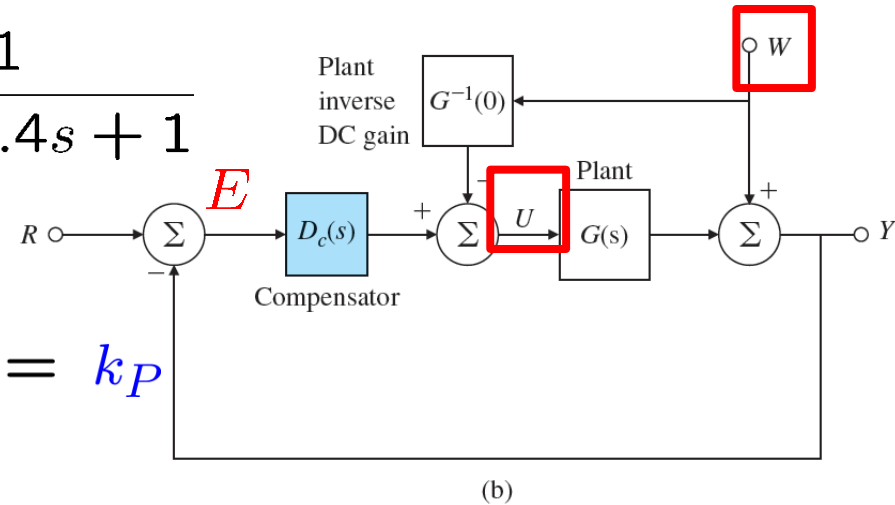 1
.4s + 1
Plant
inverse
DC gain
G⁻¹(0)
W
E
−
Plant
+
+
R
Σ
D_c(s)
Σ
U
G(s)
Σ
Y
−
Compensator
= k_P
(b)